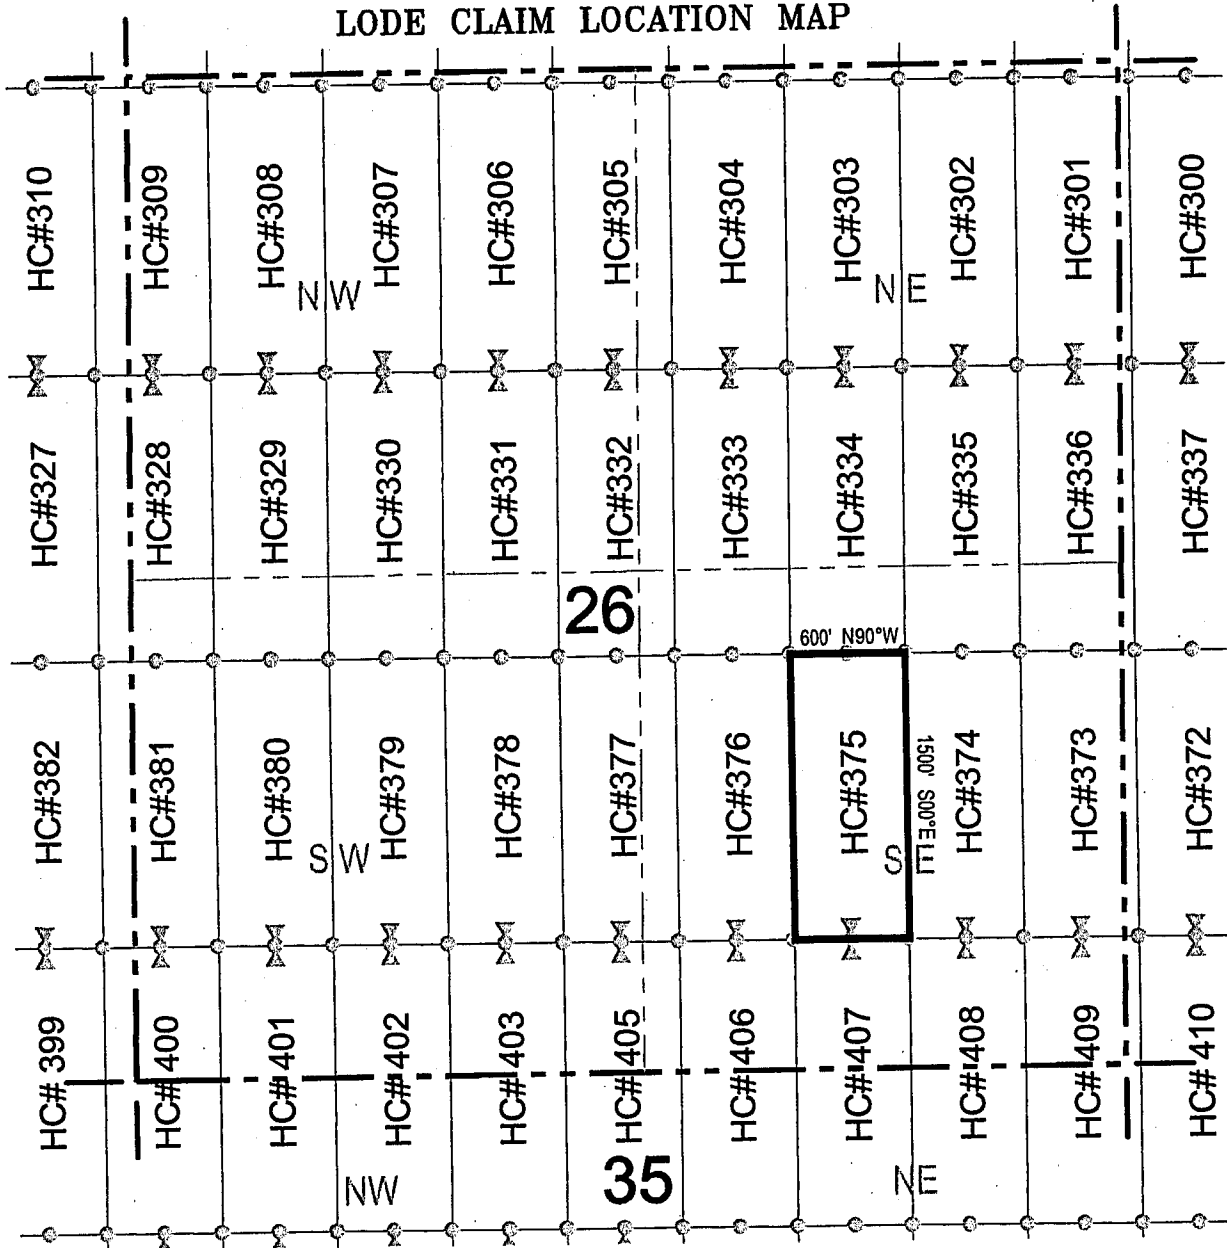 LODE CLAIM LOCATION MAP
HC#310
HC#309
HC#308
HC#307
HC#306
HC#305
HC#304
HC#303
HC#302
HC#301
HC#300
NW
NE
HC#327
HC#328
HC#329
HC#330
HC#331
HC#332
HC#333
HC#334
HC#335
HC#336
HC#337
26
600' N90°W
HC#382
HC#381
HC#380
HC#379
HC#378
HC#377
HC#376
HC#375
1500' S00°E
HC#374
HC#373
HC#372
SW
SE
HC#399
HC#400
HC#401
HC#402
HC#403
HC#405
HC#406
HC#407
HC#408
HC#409
HC#410
NW
35
NE